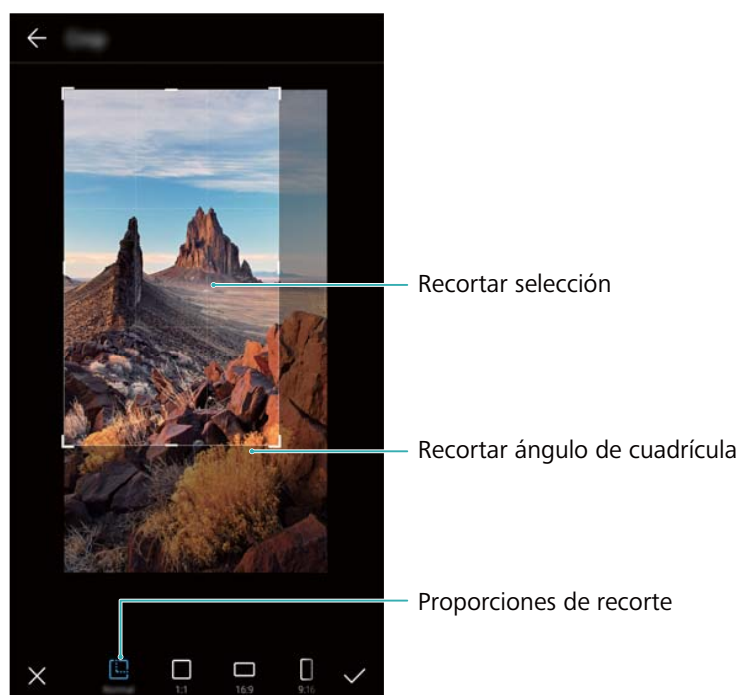 Recortar selección
Recortar ángulo de cuadrícula
Proporciones de recorte
1:1
16:9
9:16